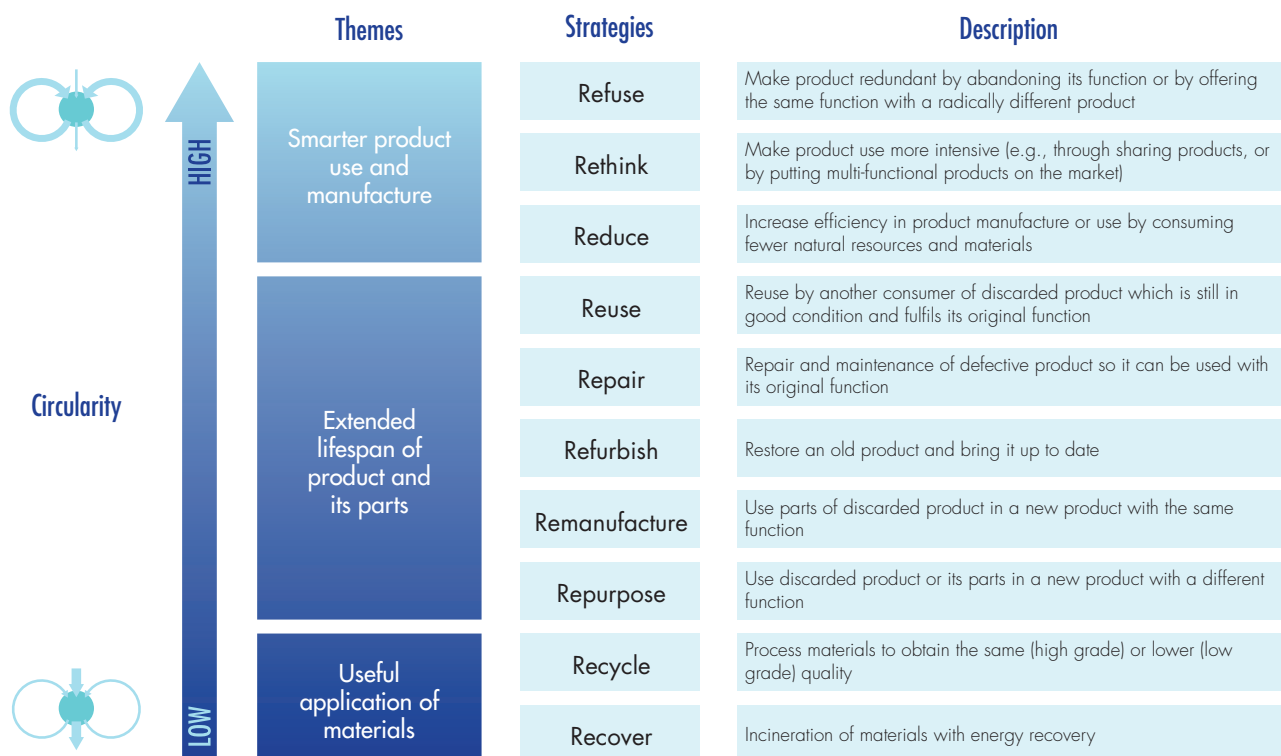 Themes
Strategies
Description
Circularity
HIGH
LOW
Smarter product
use and
manufacture
Refuse
Make product redundant by abandoning its function or by offering
the same function with a radically different product
Rethink
Make product use more intensive (e.g., through sharing products, or
by putting multi-functional products on the market)
Reduce
Increase efficiency in product manufacture or use by consuming
fewer natural resources and materials
Extended
lifespan of
product and
its parts
Reuse
Reuse by another consumer of discarded product which is still in
good condition and fulfils its original function
Repair
Repair and maintenance of defective product so it can be used with
its original function
Refurbish
Restore an old product and bring it up to date
Remanufacture
Use parts of discarded product in a new product with the same
function
Repurpose
Use discarded product or its parts in a new product with a different
function
Useful
application of
materials
Recycle
Process materials to obtain the same (high grade) or lower (low
grade) quality
Recover
Incineration of materials with energy recovery